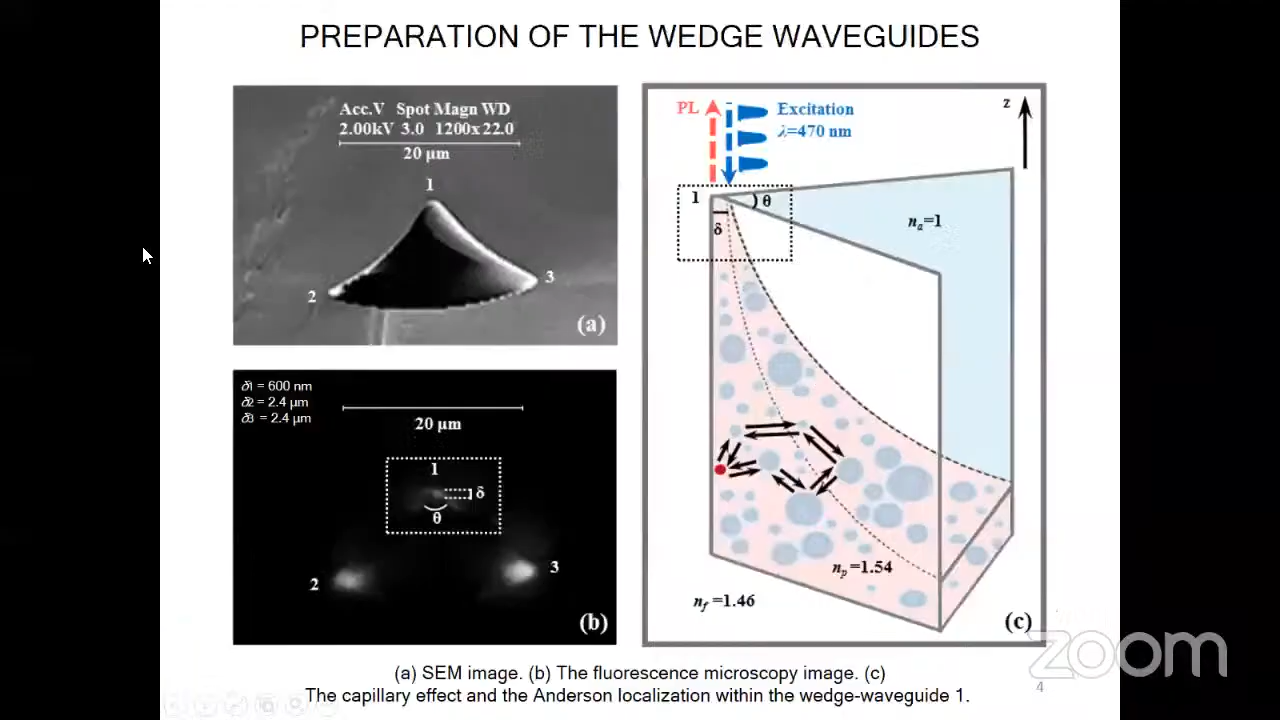 PREPARATION OF THE WEDGE WAVEGUIDES
Acc.V Spot Magn WD
2.00kV 3.0 1200x 22.0
20 μm
1
2
3
(a)
δ1 = 600 nm
δ2 = 2.4 μm
δ3 = 2.4 μm
20 μm
1
δ
θ
2
3
(b)
PL
Excitation
λ=470 nm
z
1
θ
δ
nₐ=1
nₚ=1.54
n_f =1.46
(c)
(a) SEM image. (b) The fluorescence microscopy image. (c)
The capillary effect and the Anderson localization within the wedge-waveguide 1.
4
zoom